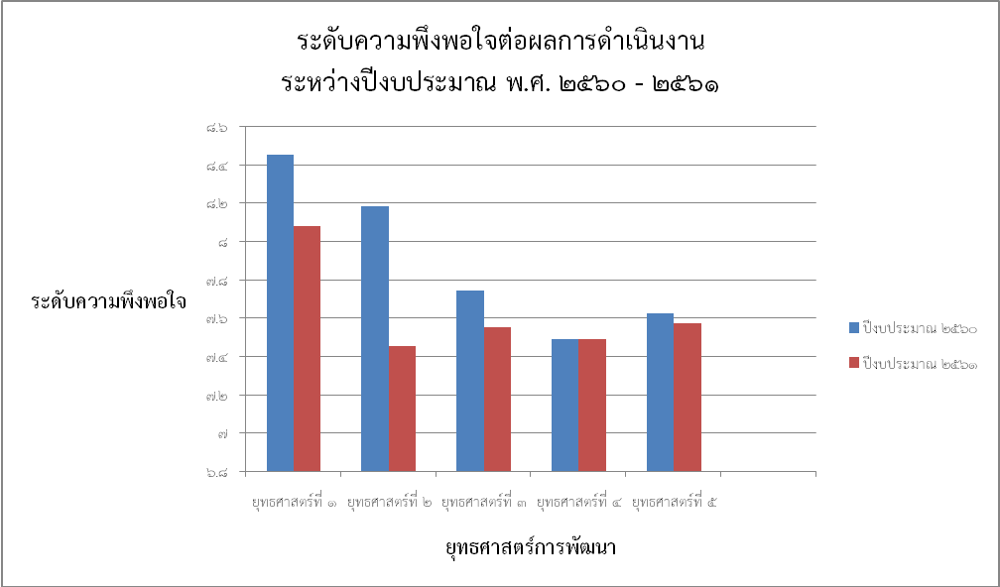 ระดับความพึงพอใจต่อผลการดำเนินงาน
ระหว่างปีงบประมาณ พ.ศ. ๒๕๖๐ - ๒๕๖๑
๘.๖
๘.๔
๘.๒
๘
๗.๘
๗.๖
๗.๔
๗.๒
๗
๖.๘
ระดับความพึงพอใจ
ปีงบประมาณ ๒๕๖๐
ปีงบประมาณ ๒๕๖๑
ยุทธศาสตร์ที่ ๑ ยุทธศาสตร์ที่ ๒ ยุทธศาสตร์ที่ ๓ ยุทธศาสตร์ที่ ๔ ยุทธศาสตร์ที่ ๕
ยุทธศาสตร์การพัฒนา